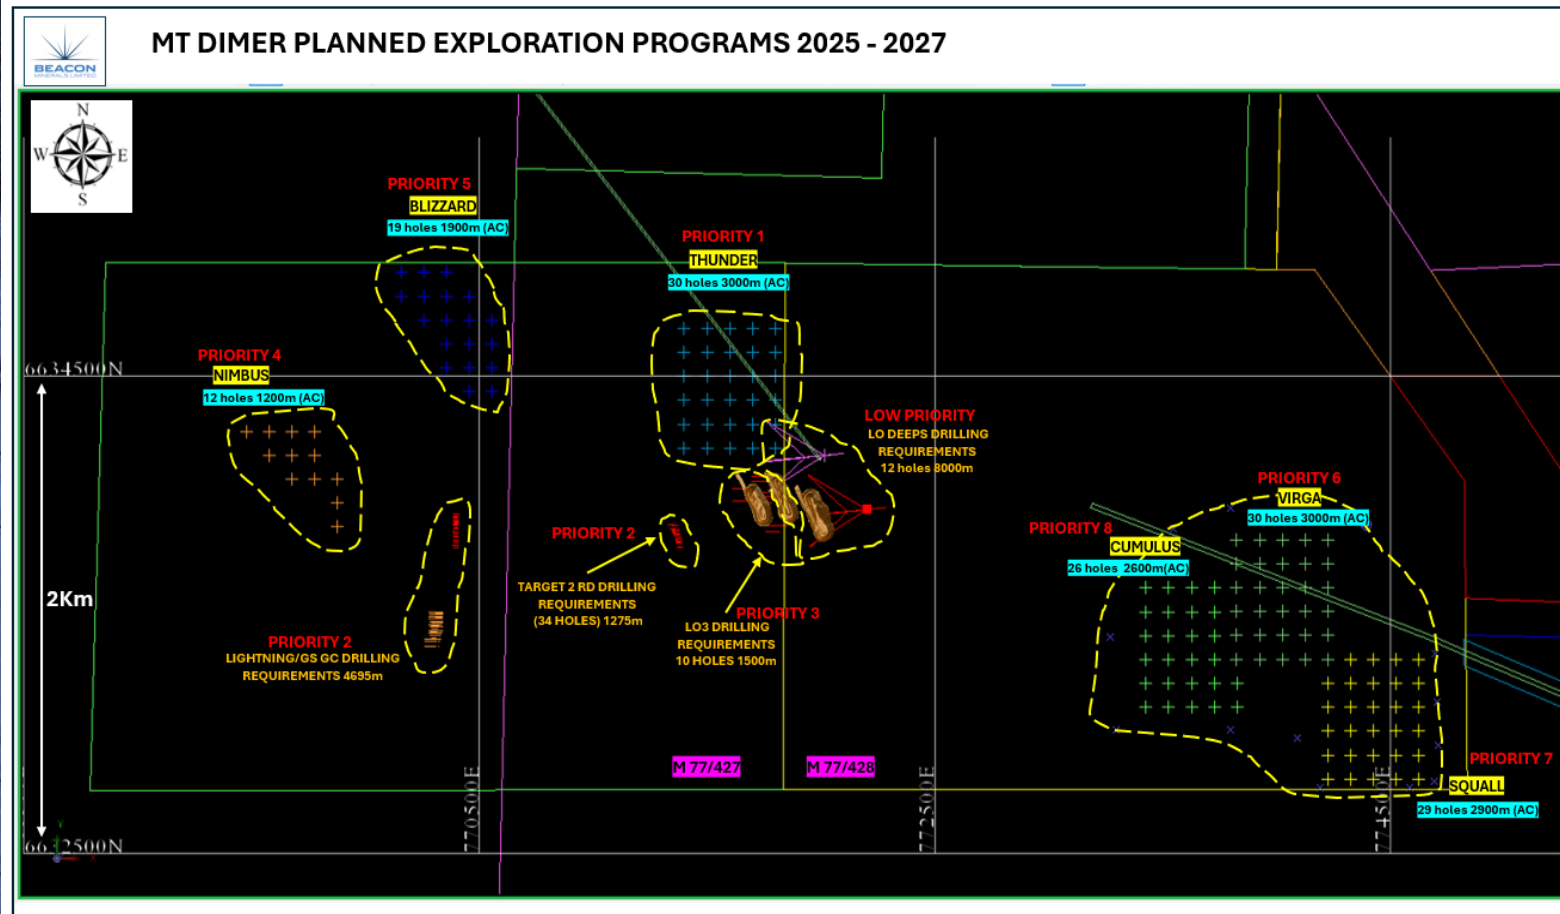 BEACON
MINERALS LIMITED
MT DIMER PLANNED EXPLORATION PROGRAMS 2025 - 2027
N
W
E
S
PRIORITY 5
BLIZZARD
19 holes 1900m (AC)
PRIORITY 1
THUNDER
30 holes 3000m (AC)
PRIORITY 4
NIMBUS
12 holes 1200m (AC)
6634500N
LOW PRIORITY
LO DEEPS DRILLING
REQUIREMENTS
12 holes 8000m
PRIORITY 6
VIRGA
30 holes 3000m (AC)
PRIORITY 8
CUMULUS
26 holes 2600m(AC)
PRIORITY 2
TARGET 2 RD DRILLING
REQUIREMENTS
(34 HOLES) 1275m
PRIORITY 3
LO3 DRILLING
REQUIREMENTS
10 HOLES 1500m
2Km
PRIORITY 2
LIGHTNING/GS GC DRILLING
REQUIREMENTS 4695m
M 77/427
M 77/428
PRIORITY 7
SQUALL
29 holes 2900m (AC)
770500E
772500E
774500E
2500N
Y
X